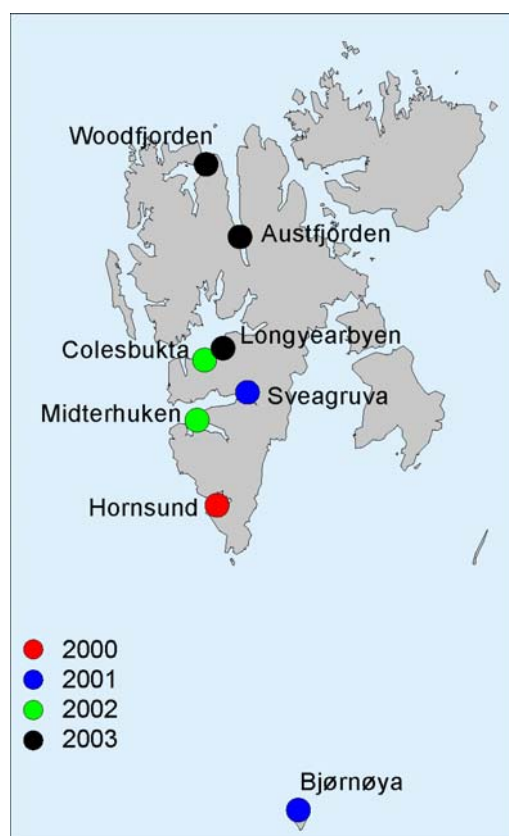 Woodfjorden
Austfjorden
Longyearbyen
Colesbukta
Sveagruva
Midterhuken
Hornsund
2000
2001
2002
2003
Bjørnøya